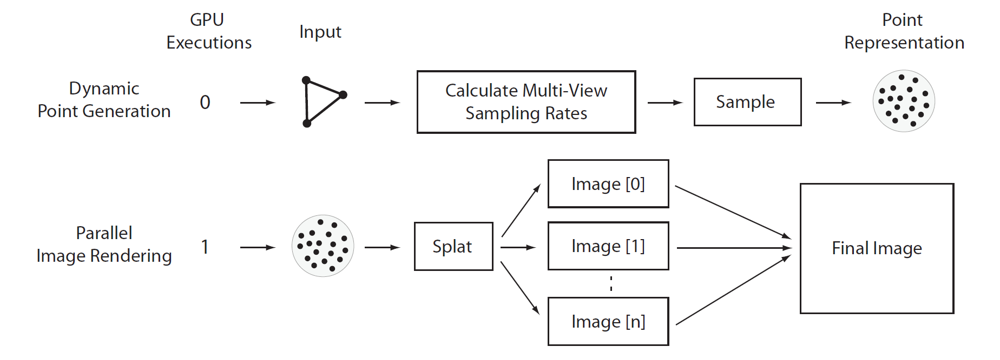 GPU
Executions
Input
Point
Representation
Dynamic
Point Generation
0
Calculate Multi-View
Sampling Rates
Sample
Parallel
Image Rendering
1
Splat
Image [0]
Image [1]
Image [n]
Final Image